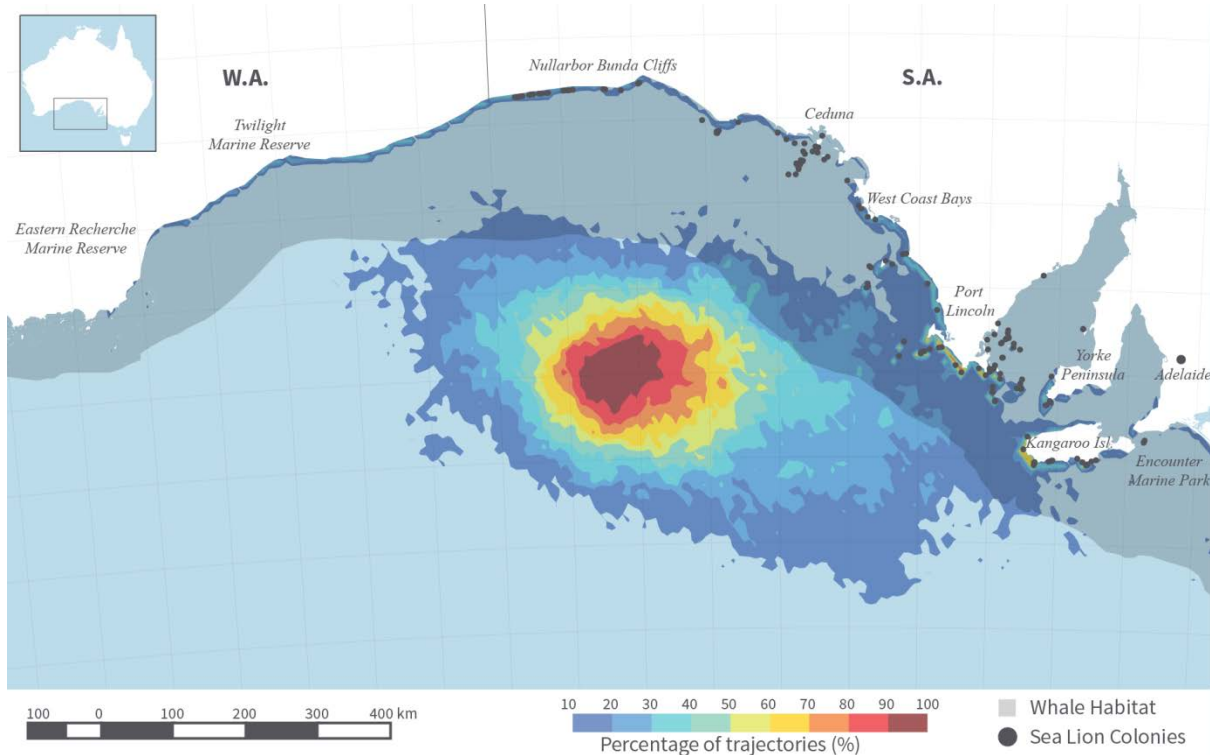 W.A.
Nullarbor Bunda Cliffs
S.A.
Twilight
Marine Reserve
Ceduna
Eastern Recherche
Marine Reserve
West Coast Bays
Port
Lincoln
Yorke
Peninsula
Adelaide
Kangaroo Isl.
Encounter
Marine Park
100 0 100 200 300 400 km
10 20 30 40 50 60 70 80 90 100
Percentage of trajectories (%)
Whale Habitat
Sea Lion Colonies